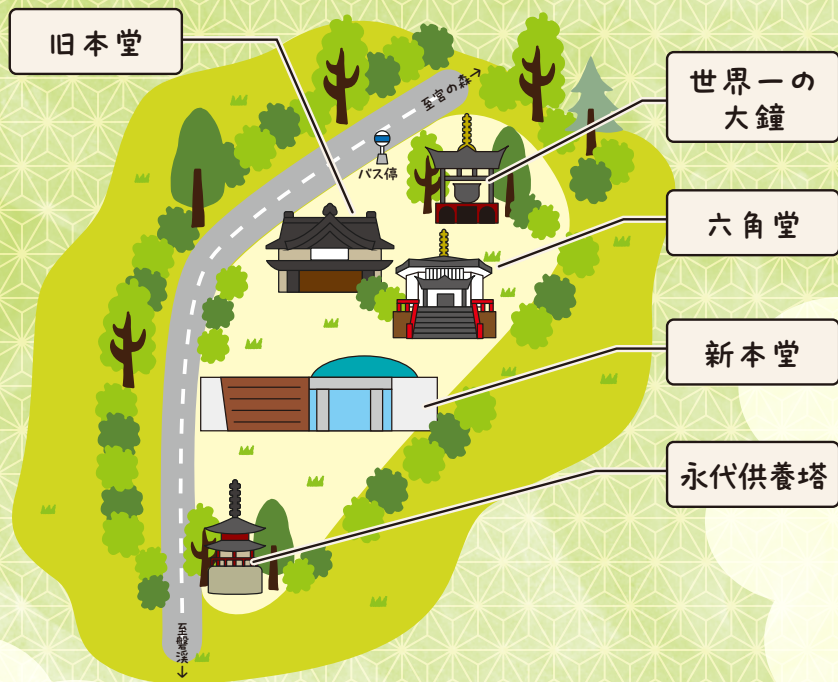 旧本堂
至宮の森
世界一の
大鐘
バス停
六角堂
新本堂
永代供養塔
至盤渓